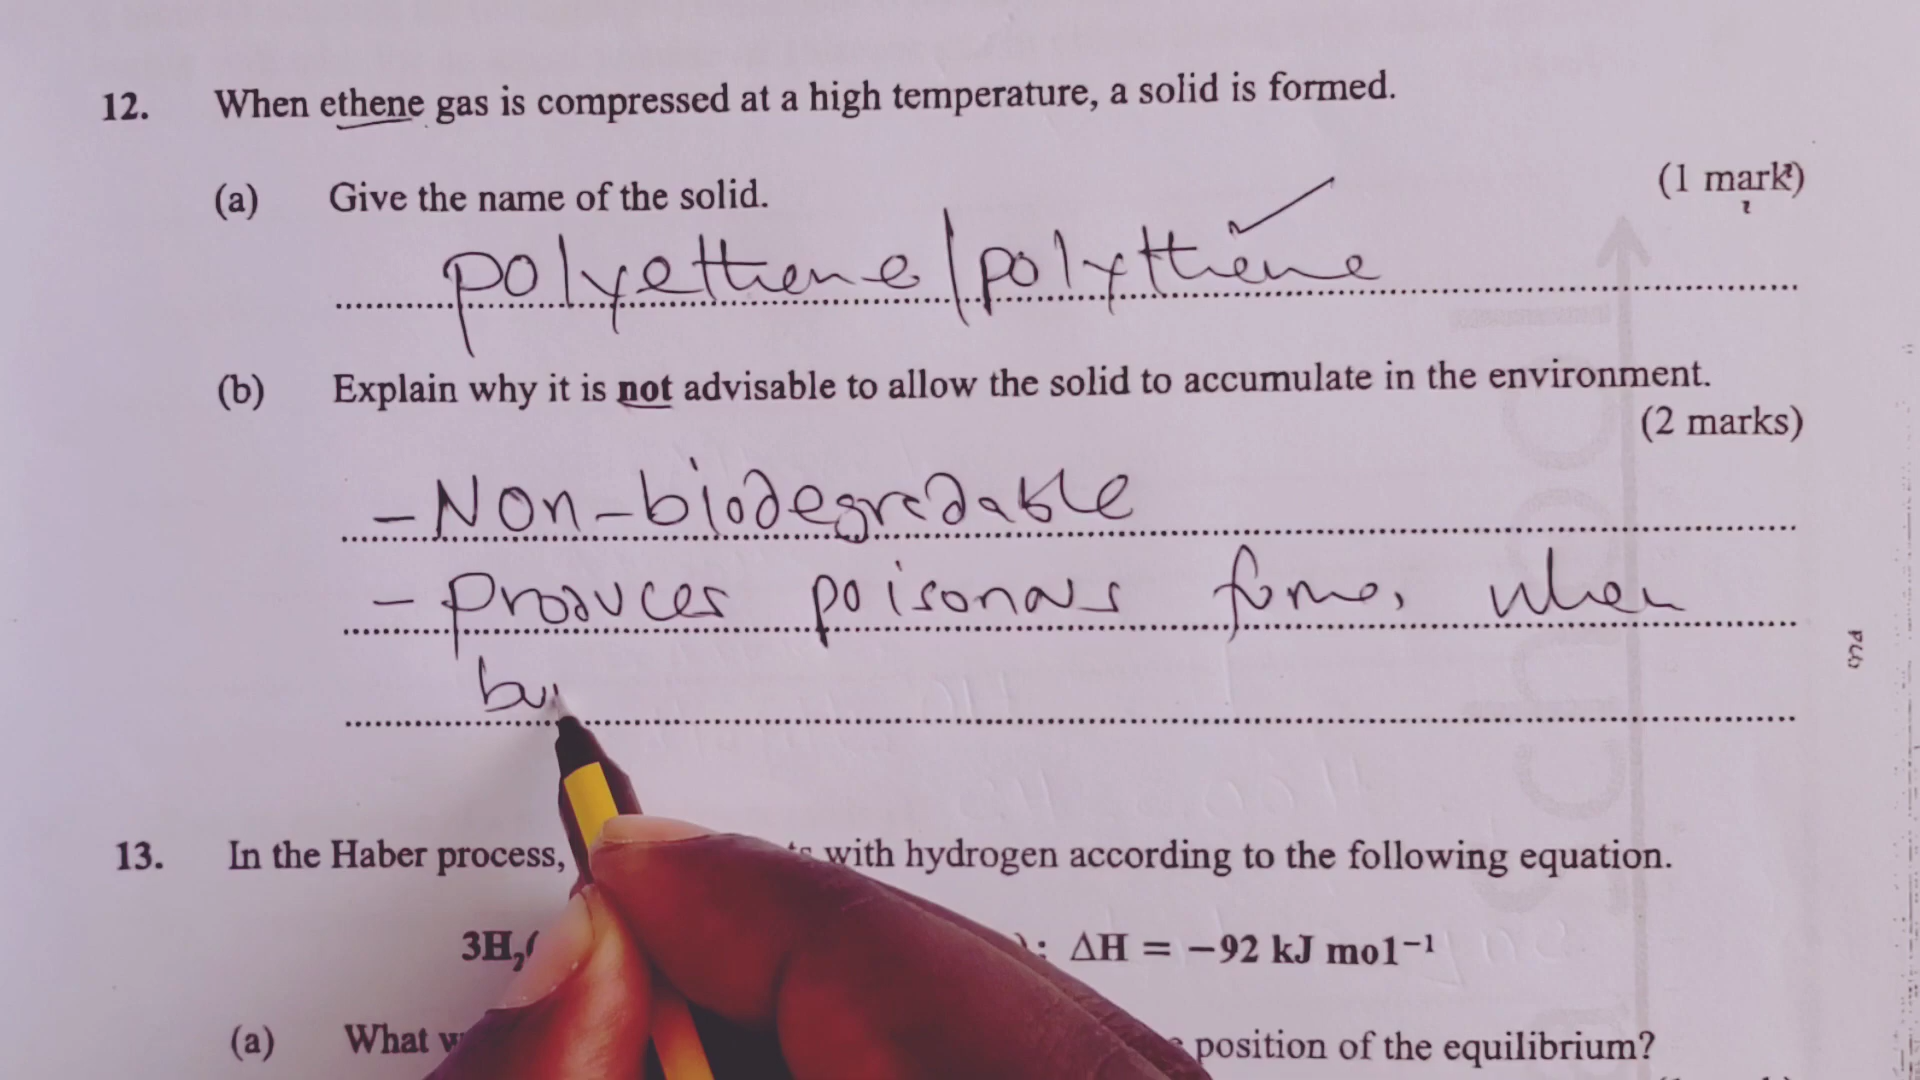 12. When ethene gas is compressed at a high temperature, a solid is formed.
(a) Give the name of the solid. (1 mark)
polyethene/polythene
(b) Explain why it is not advisable to allow the solid to accumulate in the environment.
(2 marks)
- Non-biodegradable
- produces poisonous when
bu
13. In the Haber process, with hydrogen according to the following equation.
3H₂( ): ΔH = −92 kJ mol⁻¹
(a) What position of the equilibrium?